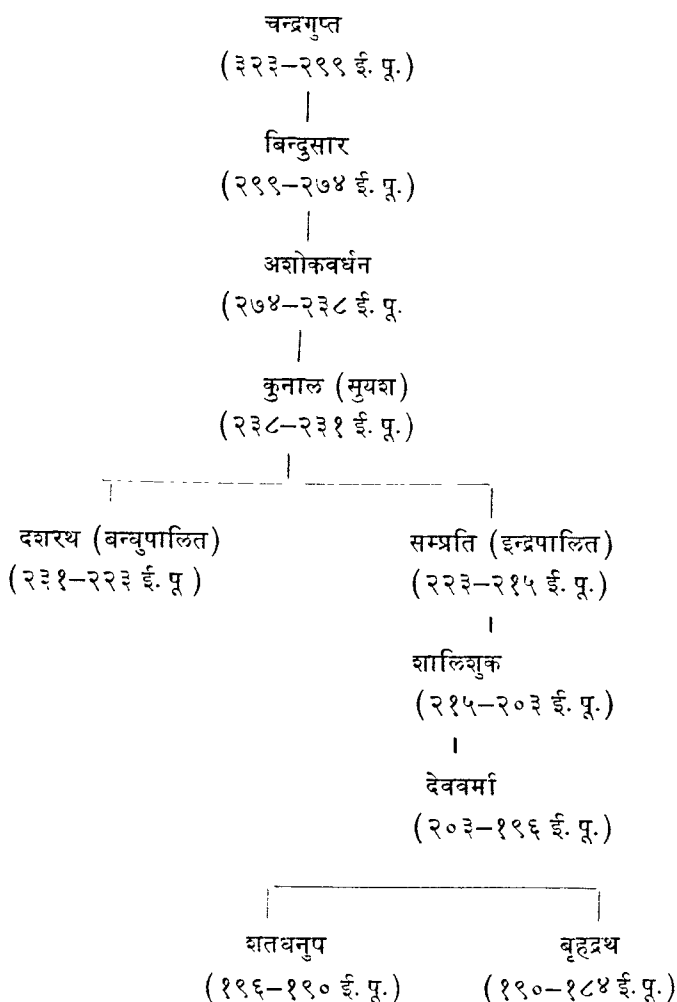 चन्द्रगुप्त
(३२३–२९९ ई. पू.)
बिन्दुसार
(२९९–२७४ ई. पू.)
अशोकवर्धन
(२७४–२३८ ई. पू.
कुनाल (सुयश)
(२३८–२३१ ई. पू.)
दशरथ (बन्धुपालित) सम्प्रति (इन्द्रपालित)
(२३१–२२३ ई. पू ) (२२३–२१५ ई. पू.)
शालिशुक
(२१५–२०३ ई. पू.)
देववर्मा
(२०३–१९६ ई. पू.)
शतधनुप बृहद्रथ
(१९६–१९० ई. पू.) (१९०–१८४ ई. पू.)